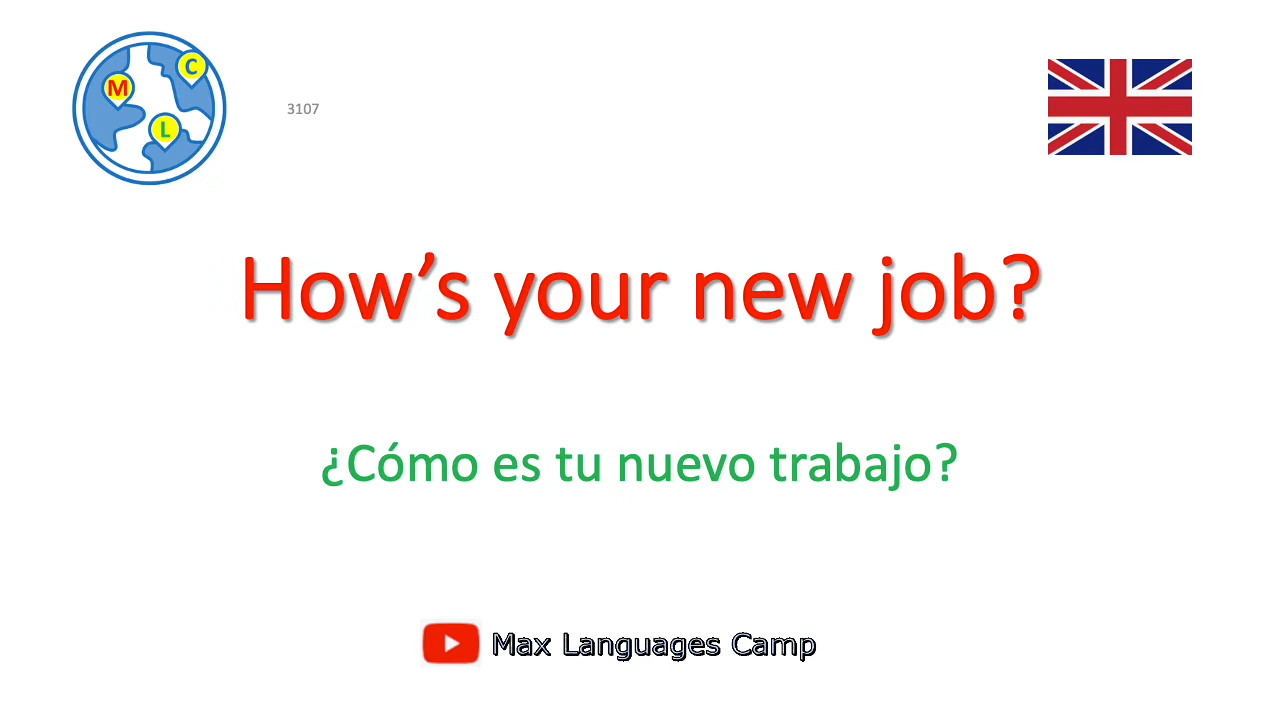 M
C
L
3107
How’s your new job?
¿Cómo es tu nuevo trabajo?
Max Languages Camp